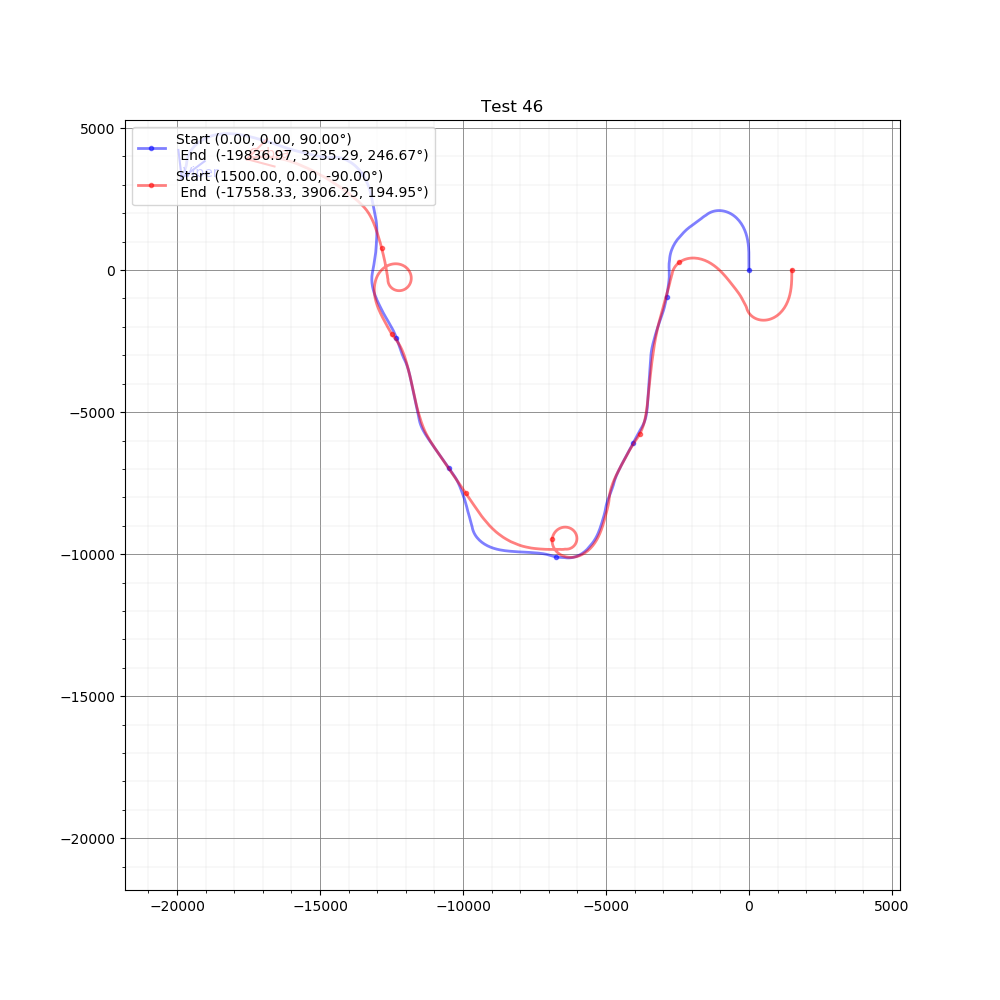 Test 46
Start (0.00, 0.00, 90.00°)
End (-19836.97, 3235.29, 246.67°)
Start (1500.00, 0.00, -90.00°)
End (-17558.33, 3906.25, 194.95°)
5000
0
−5000
−10000
−15000
−20000
−20000 −15000 −10000 −5000 0 5000